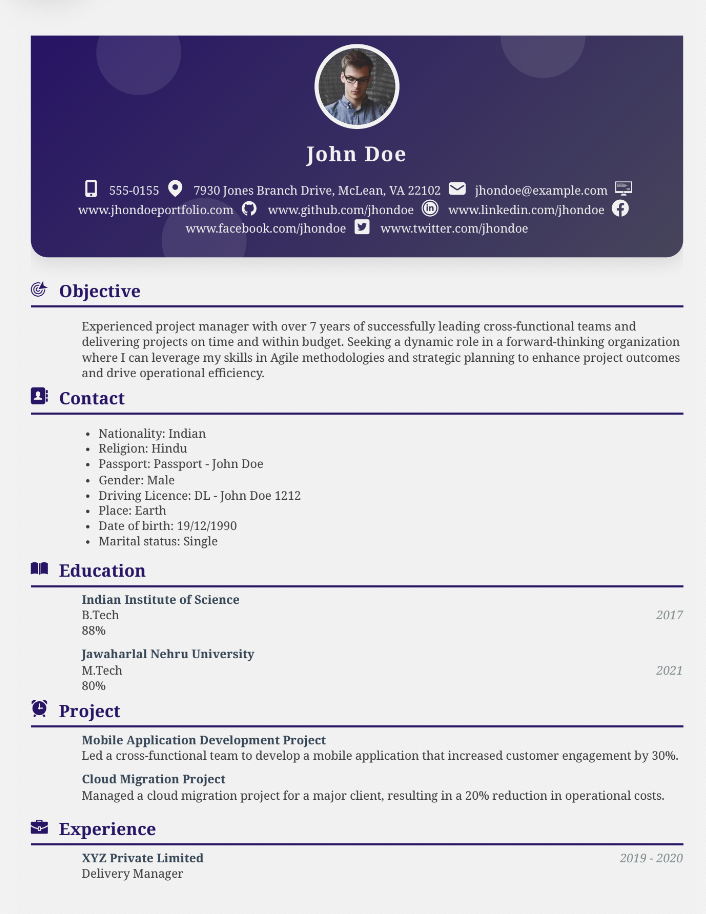 John Doe
555-0155 7930 Jones Branch Drive, McLean, VA 22102 jhondoe@example.com
www.jhondoeportfolio.com www.github.com/jhondoe www.linkedin.com/jhondoe
www.facebook.com/jhondoe www.twitter.com/jhondoe
Objective
Experienced project manager with over 7 years of successfully leading cross-functional teams and
delivering projects on time and within budget. Seeking a dynamic role in a forward-thinking organization
where I can leverage my skills in Agile methodologies and strategic planning to enhance project outcomes
and drive operational efficiency.
Contact
• Nationality: Indian
• Religion: Hindu
• Passport: Passport - John Doe
• Gender: Male
• Driving Licence: DL - John Doe 1212
• Place: Earth
• Date of birth: 19/12/1990
• Marital status: Single
Education
Indian Institute of Science
B.Tech 2017
88%
Jawaharlal Nehru University
M.Tech 2021
80%
Project
Mobile Application Development Project
Led a cross-functional team to develop a mobile application that increased customer engagement by 30%.
Cloud Migration Project
Managed a cloud migration project for a major client, resulting in a 20% reduction in operational costs.
Experience
XYZ Private Limited 2019 - 2020
Delivery Manager